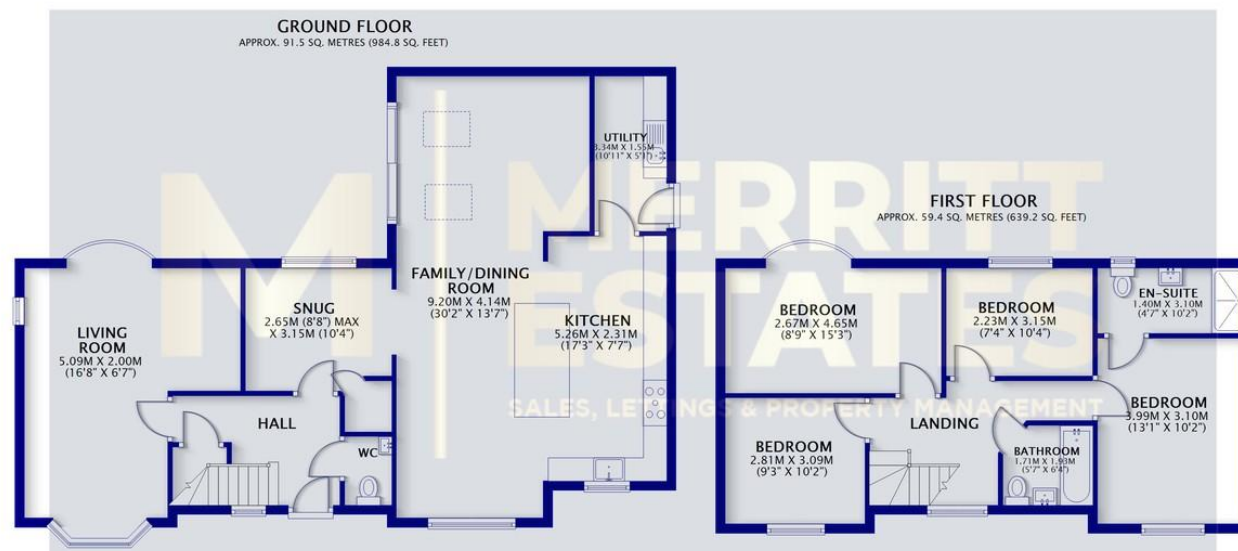 GROUND FLOOR
APPROX. 91.5 SQ. METRES (984.8 SQ. FEET)
UTILITY
3.34M X 1.55M
(10'11" X 5'1")
FAMILY/DINING
ROOM
9.20M X 4.14M
(30'2" X 13'7")
SNUG
2.65M (8'8") MAX
X 3.15M (10'4")
LIVING
ROOM
5.09M X 2.00M
(16'8" X 6'7")
KITCHEN
5.26M X 2.31M
(17'3" X 7'7")
HALL
WC
FIRST FLOOR
APPROX. 59.4 SQ. METRES (639.2 SQ. FEET)
BEDROOM
2.67M X 4.65M
(8'9" X 15'3")
BEDROOM
2.23M X 3.15M
(7'4" X 10'4")
EN-SUITE
1.40M X 3.10M
(4'7" X 10'2")
BEDROOM
3.99M X 3.10M
(13'1" X 10'2")
LANDING
BEDROOM
2.81M X 3.09M
(9'3" X 10'2")
BATHROOM
1.71M X 1.93M
(5'7" X 6'4")
M MERRITT
ESTATES
SALES, LETTINGS & PROPERTY MANAGEMENT